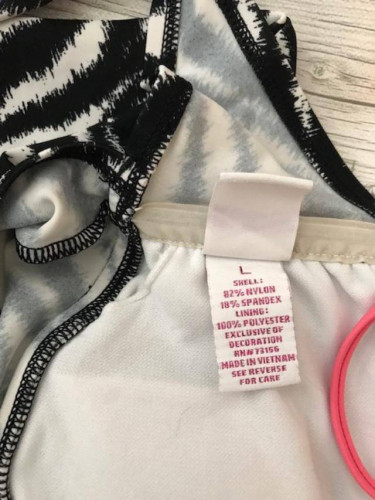 L
SHELL:
82% NYLON
18% SPANDEX
LINING:
100% POLYESTER
EXCLUSIVE OF
DECORATION
RN# 73156
MADE IN VIETNAM
SEE REVERSE
FOR CARE